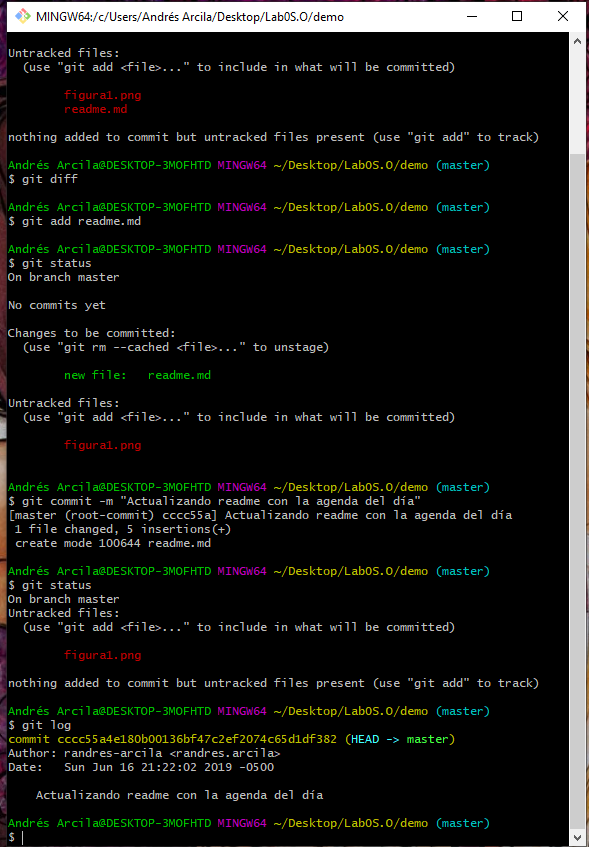 MINGW64:/c/Users/Andrés Arcila/Desktop/Lab0S.O/demo
Untracked files:
  (use "git add <file>..." to include in what will be committed)
        figura1.png
        readme.md
nothing added to commit but untracked files present (use "git add" to track)
Andrés Arcila@DESKTOP-3MOFHTD MINGW64 ~/Desktop/Lab0S.O/demo (master)
$ git diff
Andrés Arcila@DESKTOP-3MOFHTD MINGW64 ~/Desktop/Lab0S.O/demo (master)
$ git add readme.md
Andrés Arcila@DESKTOP-3MOFHTD MINGW64 ~/Desktop/Lab0S.O/demo (master)
$ git status
On branch master
No commits yet
Changes to be committed:
  (use "git rm --cached <file>..." to unstage)
        new file:   readme.md
Untracked files:
  (use "git add <file>..." to include in what will be committed)
        figura1.png
Andrés Arcila@DESKTOP-3MOFHTD MINGW64 ~/Desktop/Lab0S.O/demo (master)
$ git commit -m "Actualizando readme con la agenda del día"
[master (root-commit) cccc55a] Actualizando readme con la agenda del día
 1 file changed, 5 insertions(+)
 create mode 100644 readme.md
Andrés Arcila@DESKTOP-3MOFHTD MINGW64 ~/Desktop/Lab0S.O/demo (master)
$ git status
On branch master
Untracked files:
  (use "git add <file>..." to include in what will be committed)
        figura1.png
nothing added to commit but untracked files present (use "git add" to track)
Andrés Arcila@DESKTOP-3MOFHTD MINGW64 ~/Desktop/Lab0S.O/demo (master)
$ git log
commit cccc55a4e180b00136bf47c2ef2074c65d1df382 (HEAD -> master)
Author: randres-arcila <randres.arcila>
Date:   Sun Jun 16 21:22:02 2019 -0500
    Actualizando readme con la agenda del día
Andrés Arcila@DESKTOP-3MOFHTD MINGW64 ~/Desktop/Lab0S.O/demo (master)
$